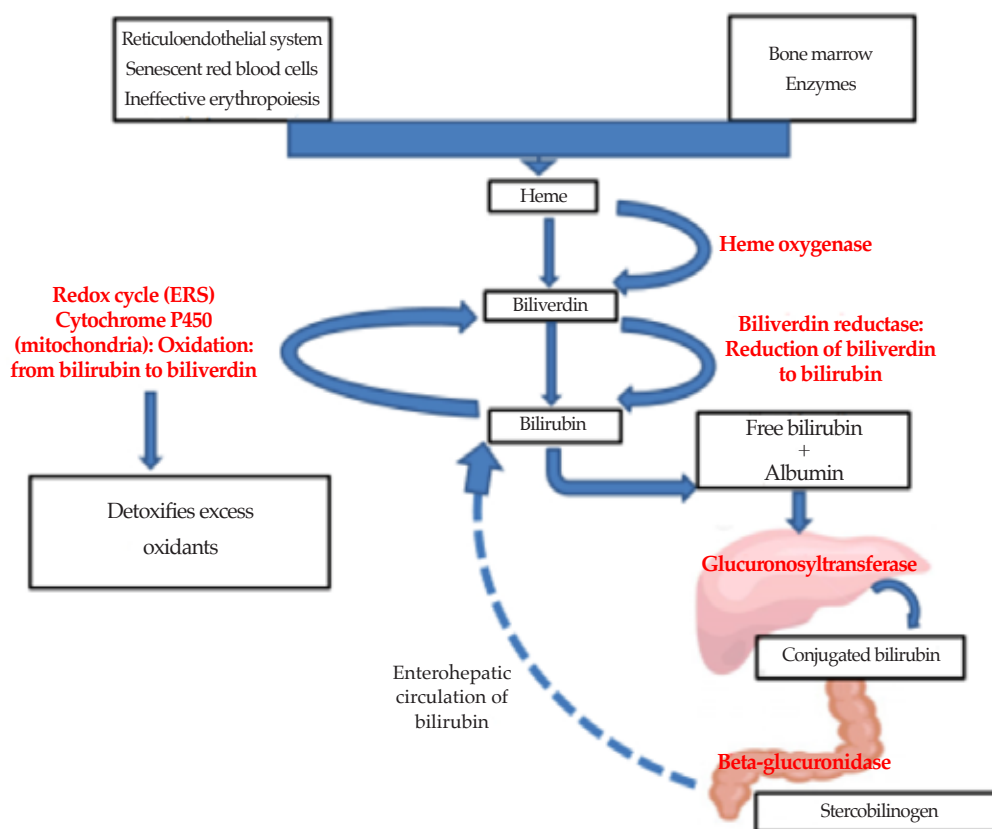 Reticuloendothelial system
Senescent red blood cells
Ineffective erythropoiesis
Bone marrow
Enzymes
Heme
Heme oxygenase
Redox cycle (ERS)
Cytochrome P450
(mitochondria): Oxidation:
from bilirubin to biliverdin
Biliverdin
Biliverdin reductase:
Reduction of biliverdin
to bilirubin
Bilirubin
Free bilirubin
+
Albumin
Detoxifies excess
oxidants
Glucuronosyltransferase
Conjugated bilirubin
Enterohepatic
circulation of
bilirubin
Beta-glucuronidase
Stercobilinogen